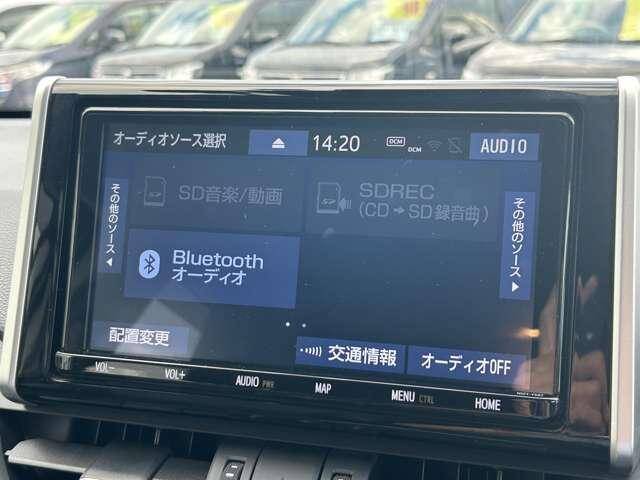 オーディオソース選択
14:20
DCM
DCM
AUDIO
その他のソース
SD音楽/動画
SDREC
(CD→SD録音曲)
その他のソース
Bluetooth
オーディオ
配置変更
交通情報
オーディオOFF
VOL−
VOL+
AUDIO PWR
MAP
MENU CTRL
HOME